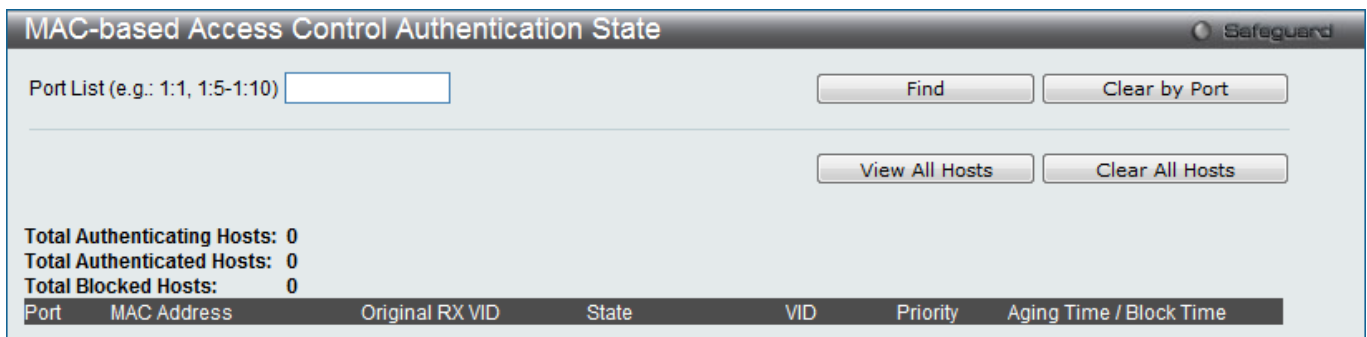 MAC-based Access Control Authentication State Safeguard
Port List (e.g.: 1:1, 1:5-1:10) Find Clear by Port
View All Hosts Clear All Hosts
Total Authenticating Hosts: 0
Total Authenticated Hosts: 0
Total Blocked Hosts: 0
Port MAC Address Original RX VID State VID Priority Aging Time / Block Time